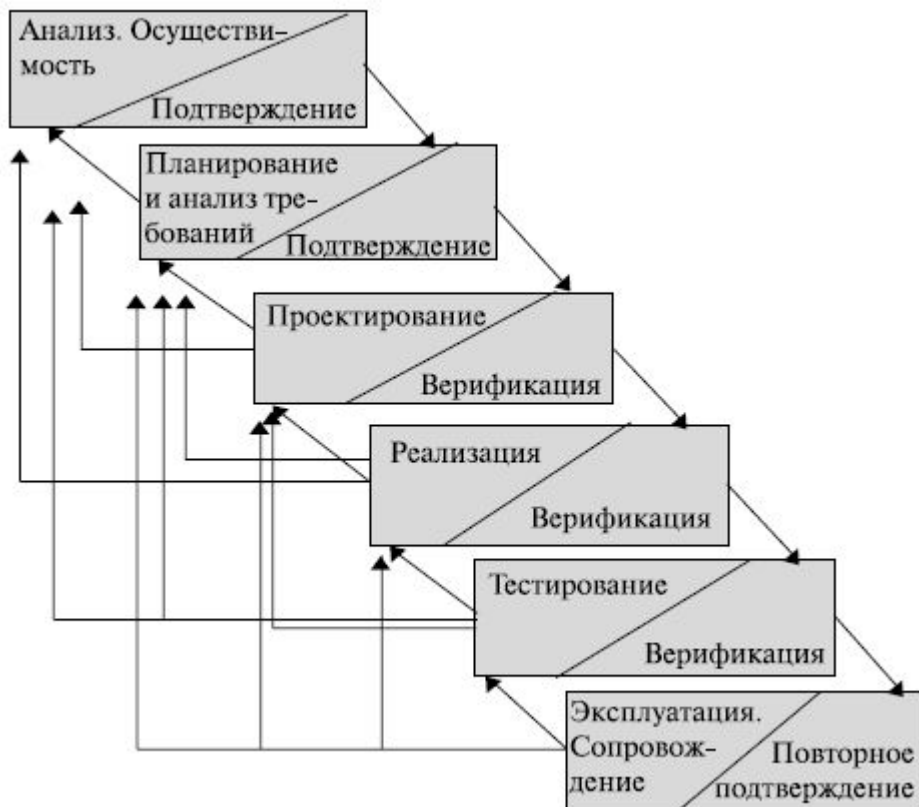 Анализ. Осуществи-
мость
Подтверждение
Планирование
и анализ тре-
бований
Подтверждение
Проектирование
Верификация
Реализация
Верификация
Тестирование
Верификация
Эксплуатация.
Сопровож-
дение
Повторное
подтверждение